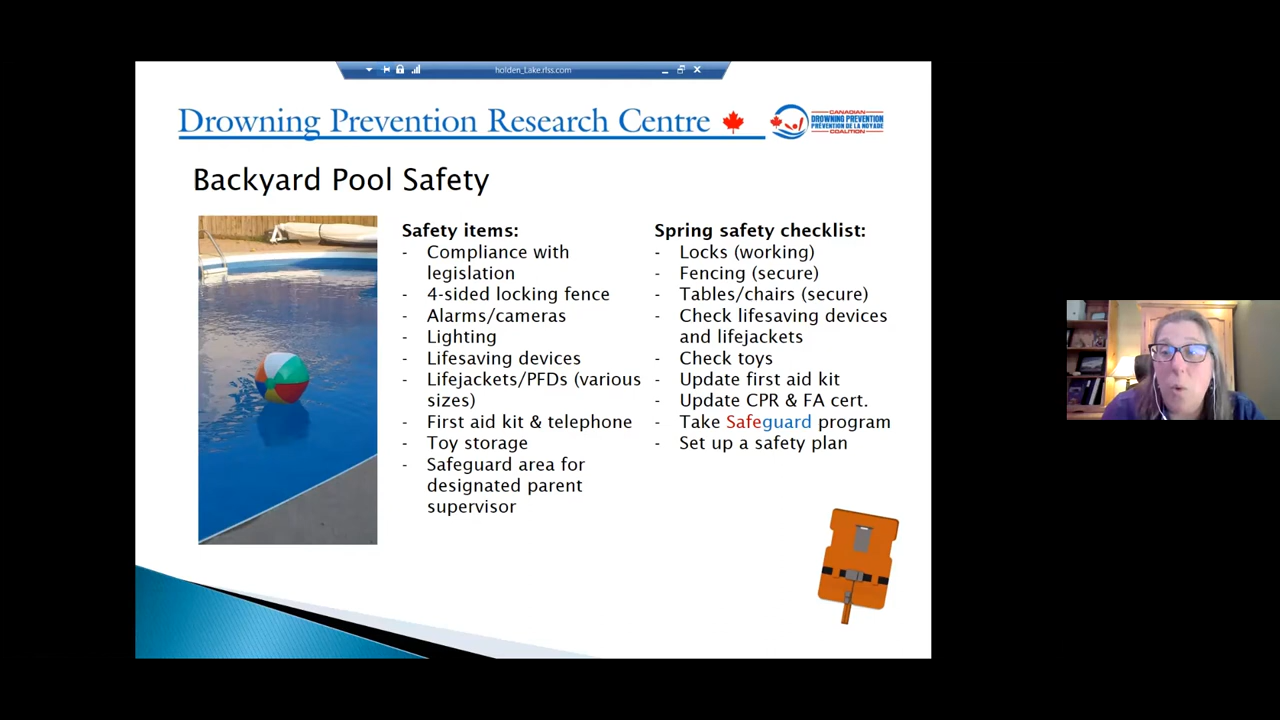 holden_Lake.rlss.com
Drowning Prevention Research Centre
CANADIAN
DROWNING PREVENTION
PRÉVENTION DE LA NOYADE
COALITION
Backyard Pool Safety
Safety items:
- Compliance with
legislation
- 4-sided locking fence
- Alarms/cameras
- Lighting
- Lifesaving devices
- Lifejackets/PFDs (various
sizes)
- First aid kit & telephone
- Toy storage
- Safeguard area for
designated parent
supervisor
Spring safety checklist:
- Locks (working)
- Fencing (secure)
- Tables/chairs (secure)
- Check lifesaving devices
and lifejackets
- Check toys
- Update first aid kit
- Update CPR & FA cert.
- Take Safeguard program
- Set up a safety plan